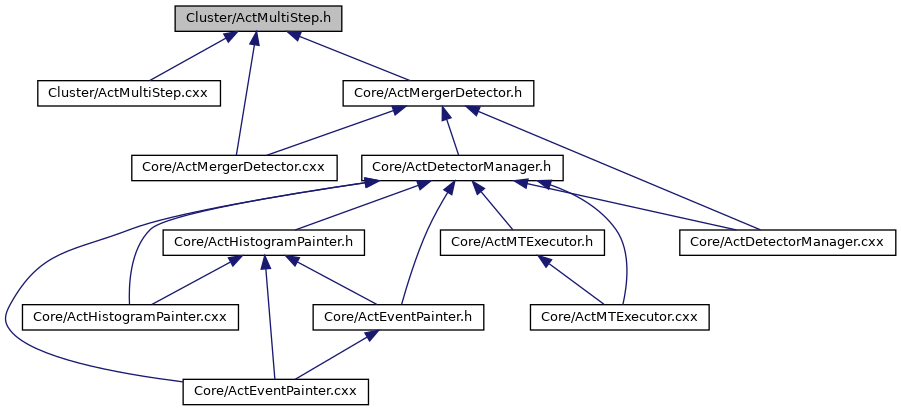 Cluster/ActMultiStep.h
Cluster/ActMultiStep.cxx
Core/ActMergerDetector.h
Core/ActMergerDetector.cxx
Core/ActDetectorManager.h
Core/ActHistogramPainter.h
Core/ActMTExecutor.h
Core/ActDetectorManager.cxx
Core/ActHistogramPainter.cxx
Core/ActEventPainter.h
Core/ActMTExecutor.cxx
Core/ActEventPainter.cxx